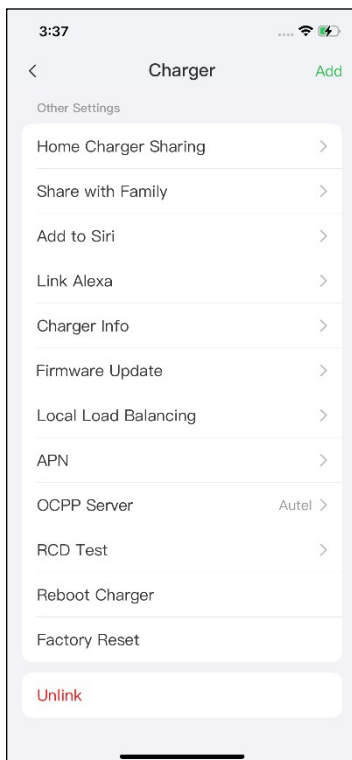 3:37
Charger
Add
Other Settings
Home Charger Sharing
Share with Family
Add to Siri
Link Alexa
Charger Info
Firmware Update
Local Load Balancing
APN
OCPP Server Autel
RCD Test
Reboot Charger
Factory Reset
Unlink